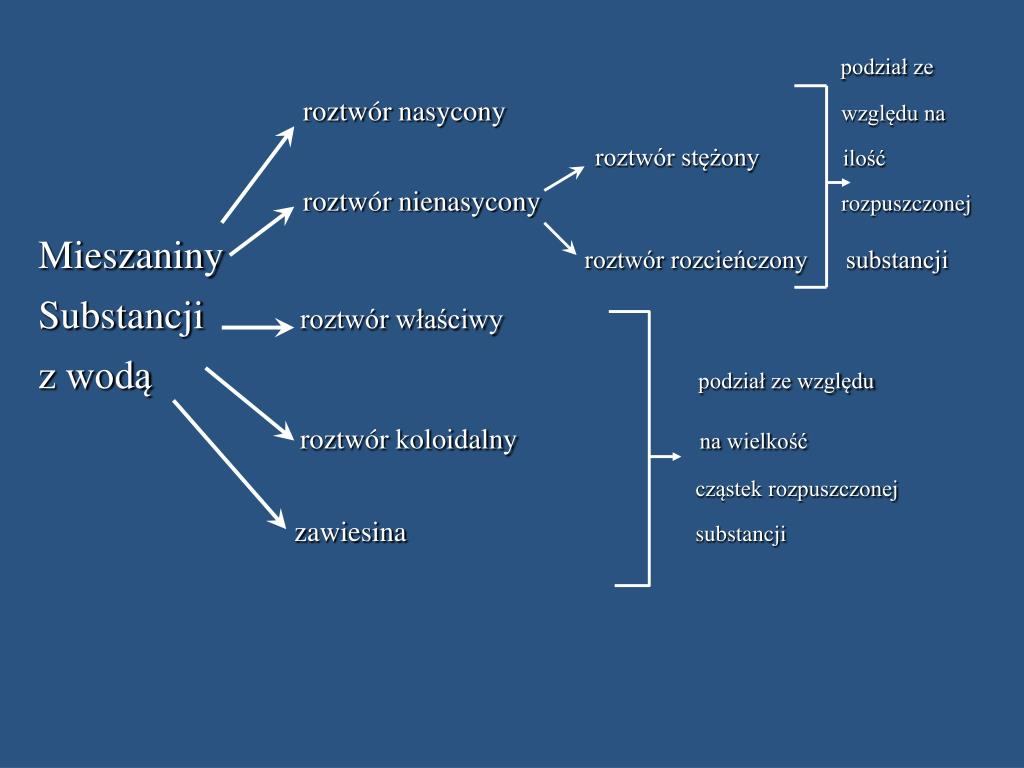 podział ze
roztwór nasycony
względu na
roztwór stężony
ilość
roztwór nienasycony
rozpuszczonej
Mieszaniny
roztwór rozcieńczony
substancji
Substancji
roztwór właściwy
z wodą
podział ze względu
roztwór koloidalny
na wielkość
cząstek rozpuszczonej
zawiesina
substancji